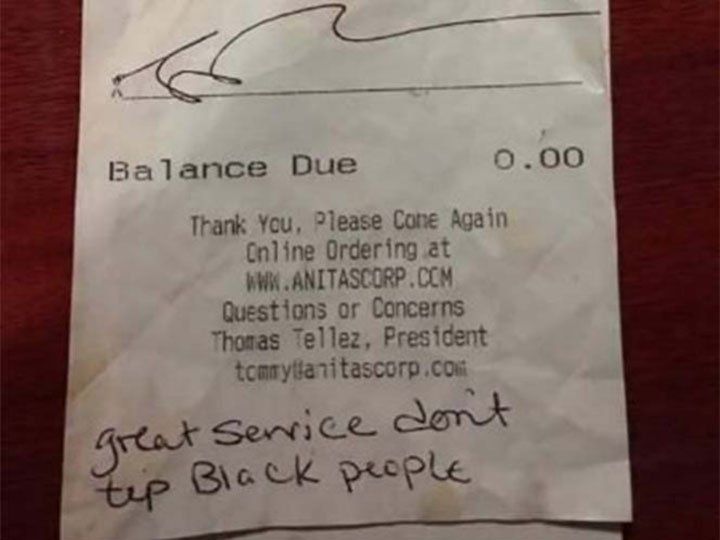 Balance Due 0.00
Thank You, Please Come Again
Online Ordering at
WWW.ANITASCORP.COM
Questions or Concerns
Thomas Tellez, President
tommy@anitascorp.com
great service don't
tip Black people